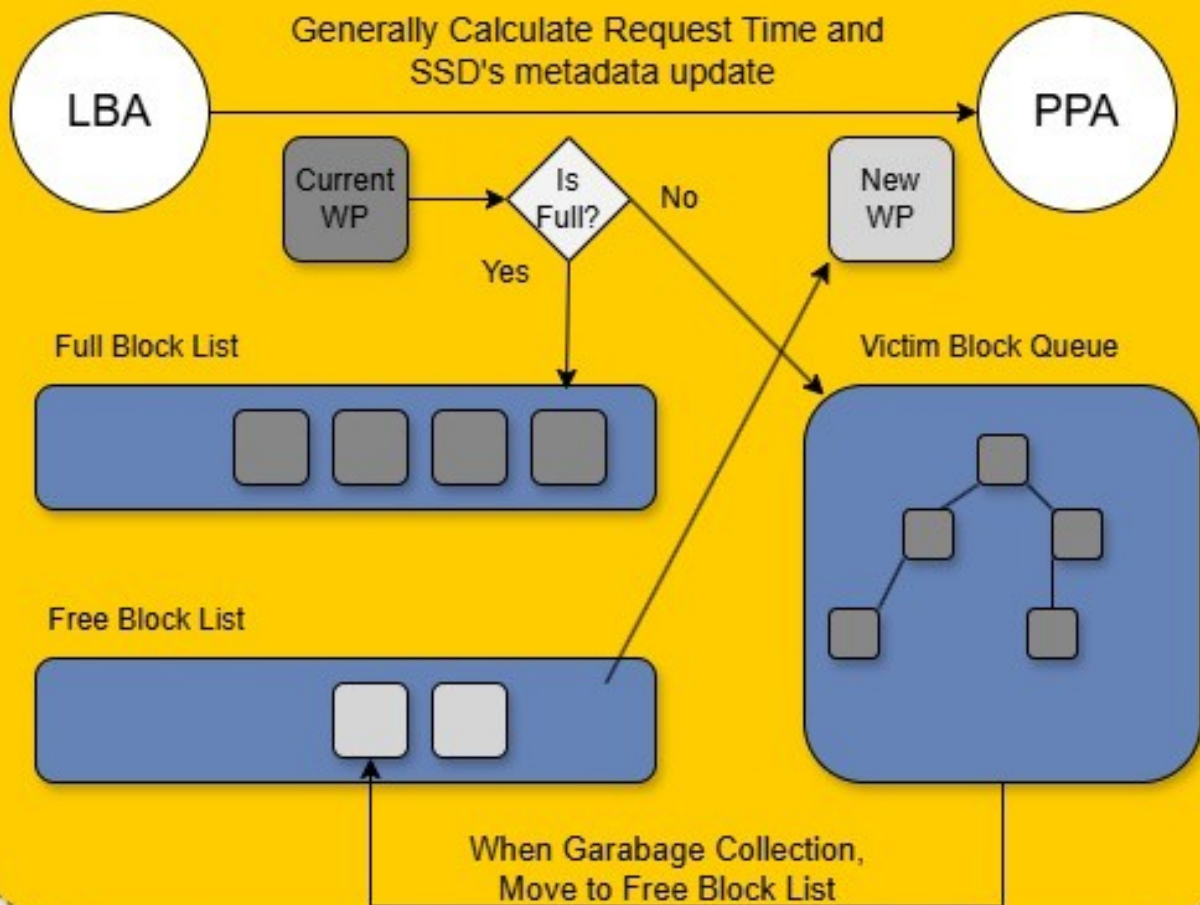 Generally Calculate Request Time and
SSD's metadata update
LBA
PPA
Current
WP
Is
Full?
No
New
WP
Yes
Full Block List
Victim Block Queue
Free Block List
When Garabage Collection,
Move to Free Block List